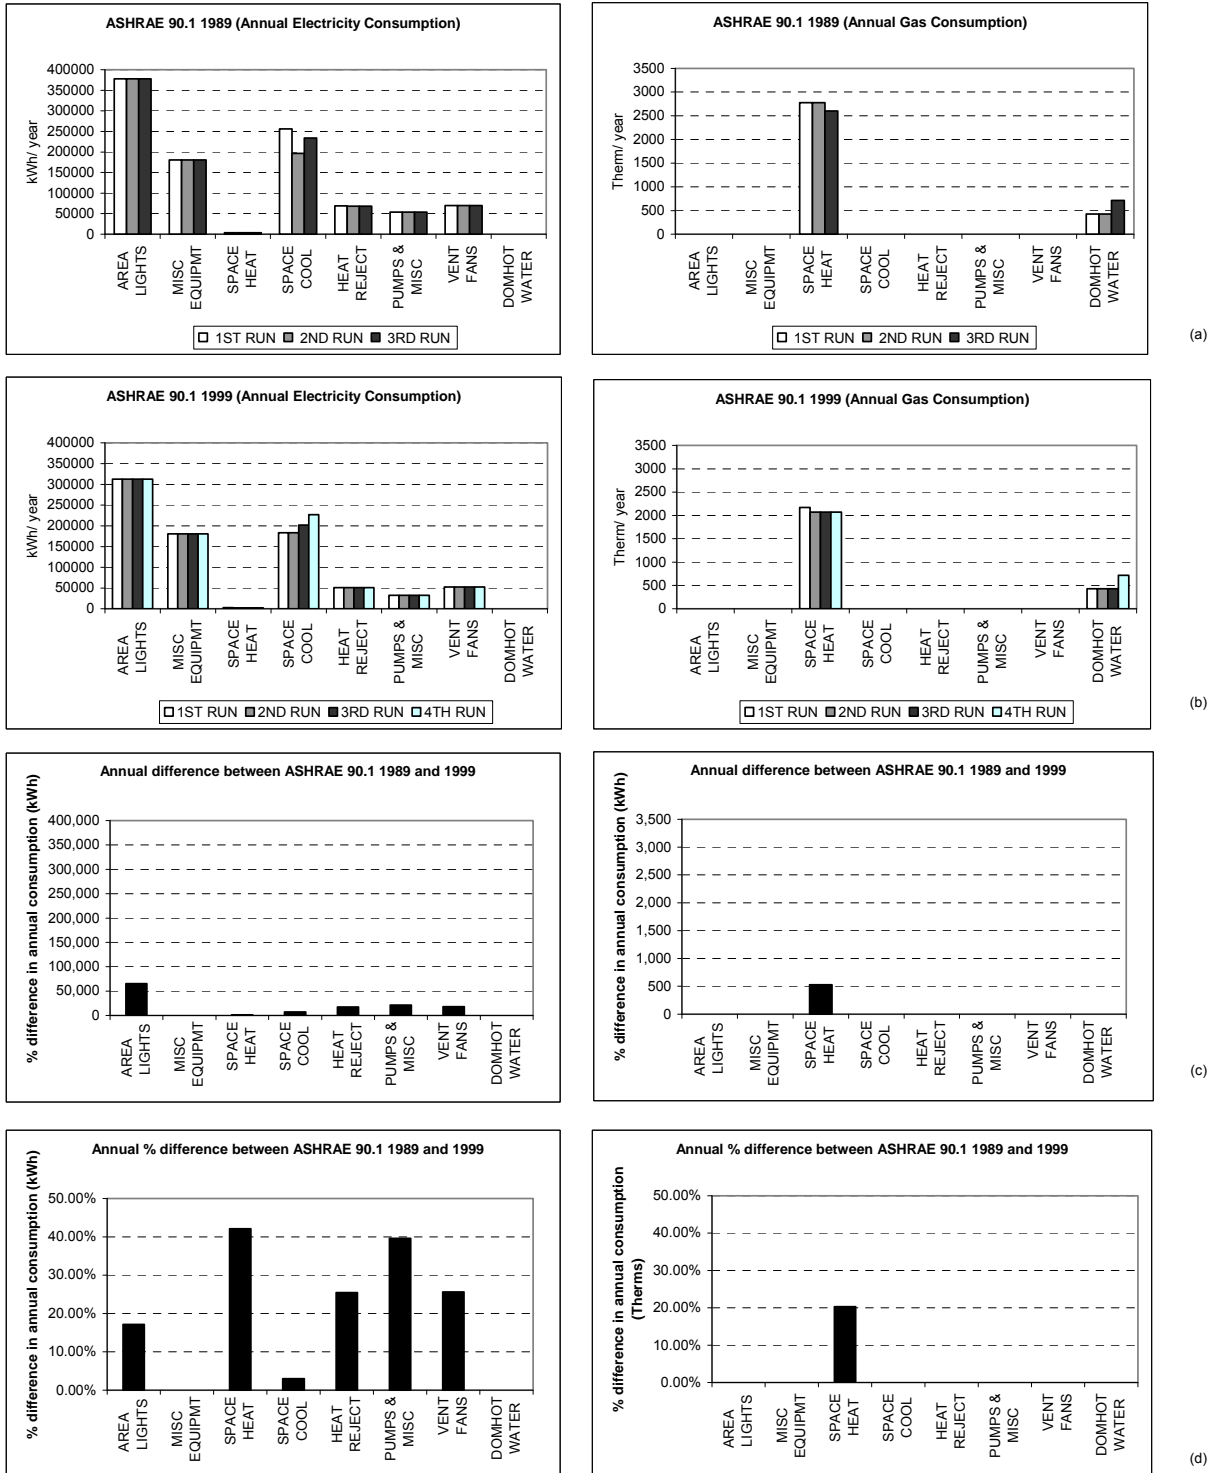 ASHRAE 90.1 1989 (Annual Electricity Consumption)
kWh/ year
400000
350000
300000
250000
200000
150000
100000
50000
0
AREA LIGHTS
MISC EQUIPMT
SPACE HEAT
SPACE COOL
HEAT REJECT
PUMPS & MISC
VENT FANS
DOMHOT WATER
1ST RUN 2ND RUN 3RD RUN
ASHRAE 90.1 1989 (Annual Gas Consumption)
Therm/ year
3500
3000
2500
2000
1500
1000
500
0
AREA LIGHTS
MISC EQUIPMT
SPACE HEAT
SPACE COOL
HEAT REJECT
PUMPS & MISC
VENT FANS
DOMHOT WATER
1ST RUN 2ND RUN 3RD RUN
(a)
ASHRAE 90.1 1999 (Annual Electricity Consumption)
kWh/ year
400000
350000
300000
250000
200000
150000
100000
50000
0
AREA LIGHTS
MISC EQUIPMT
SPACE HEAT
SPACE COOL
HEAT REJECT
PUMPS & MISC
VENT FANS
DOMHOT WATER
1ST RUN 2ND RUN 3RD RUN 4TH RUN
ASHRAE 90.1 1999 (Annual Gas Consumption)
Therm/ year
3500
3000
2500
2000
1500
1000
500
0
AREA LIGHTS
MISC EQUIPMT
SPACE HEAT
SPACE COOL
HEAT REJECT
PUMPS & MISC
VENT FANS
DOMHOT WATER
1ST RUN 2ND RUN 3RD RUN 4TH RUN
(b)
Annual difference between ASHRAE 90.1 1989 and 1999
% difference in annual consumption (kWh)
400,000
350,000
300,000
250,000
200,000
150,000
100,000
50,000
0
AREA LIGHTS
MISC EQUIPMT
SPACE HEAT
SPACE COOL
HEAT REJECT
PUMPS & MISC
VENT FANS
DOMHOT WATER
Annual difference between ASHRAE 90.1 1989 and 1999
% difference in annual consumption (kWh)
3,500
3,000
2,500
2,000
1,500
1,000
500
0
AREA LIGHTS
MISC EQUIPMT
SPACE HEAT
SPACE COOL
HEAT REJECT
PUMPS & MISC
VENT FANS
DOMHOT WATER
(c)
Annual % difference between ASHRAE 90.1 1989 and 1999
% difference in annual consumption (kWh)
50.00%
40.00%
30.00%
20.00%
10.00%
0.00%
AREA LIGHTS
MISC EQUIPMT
SPACE HEAT
SPACE COOL
HEAT REJECT
PUMPS & MISC
VENT FANS
DOMHOT WATER
Annual % difference between ASHRAE 90.1 1989 and 1999
% difference in annual consumption
(Therms)
50.00%
40.00%
30.00%
20.00%
10.00%
0.00%
AREA LIGHTS
MISC EQUIPMT
SPACE HEAT
SPACE COOL
HEAT REJECT
PUMPS & MISC
VENT FANS
DOMHOT WATER
(d)